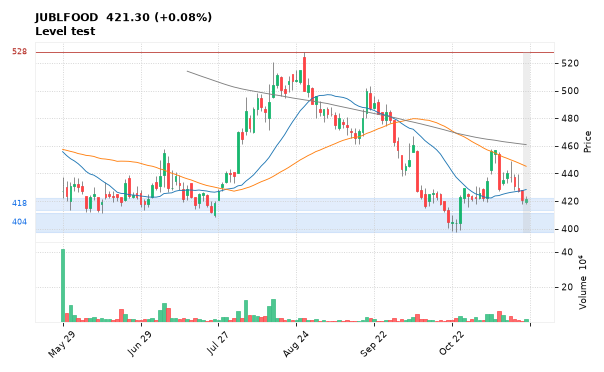 JUBLFOOD 421.30 (+0.08%)
Level test
528
418
404
520
500
480
460
440
420
400
Price
40
20
Volume 10⁴
May 29
Jun 29
Jul 27
Aug 24
Sep 22
Oct 22